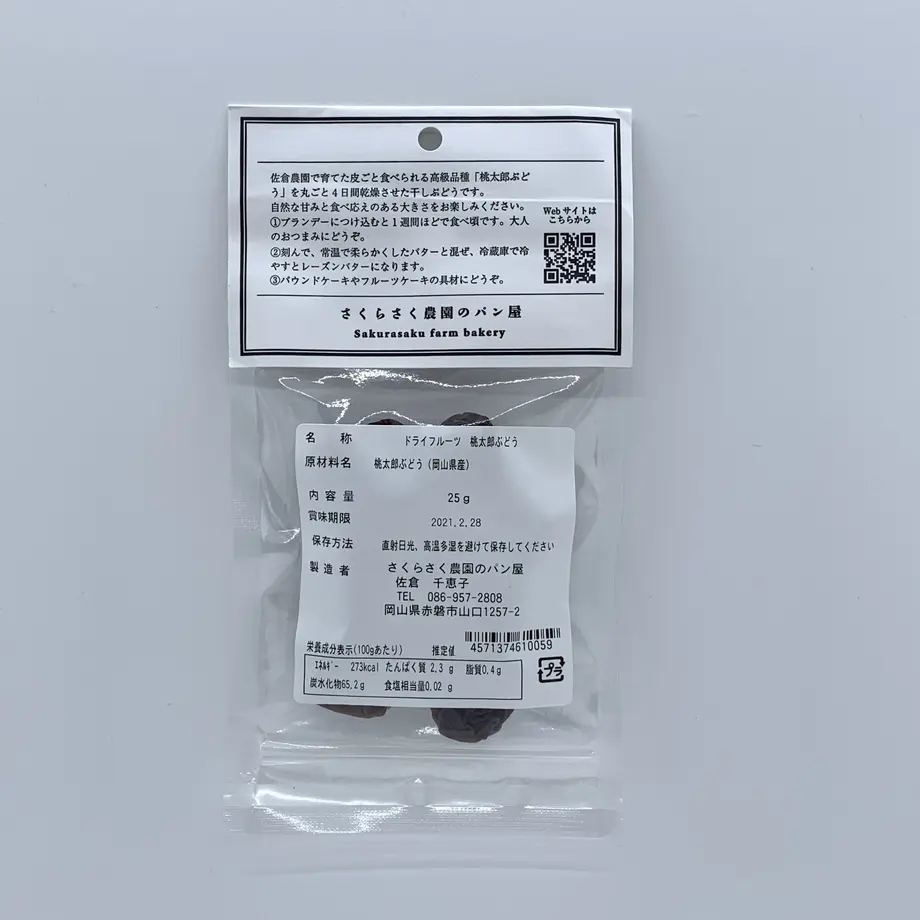 佐倉農園で育てた皮ごと食べられる高級品種「桃太郎ぶど
う」を丸ごと4日間乾燥させた干しぶどうです。
自然な甘みと食べ応えのある大きさをお楽しみください。
①ブランデーにつけ込むと1週間ほどで食べ頃です。大人
のおつまみにどうぞ。
②刻んで、常温で柔らかくしたバターと混ぜ、冷蔵庫で冷
やすとレーズンバターになります。
③パウンドケーキやフルーツケーキの具材にどうぞ。
Webサイトは
こちらから
さくらさく農園のパン屋
Sakurasaku farm bakery
名 称 ドライフルーツ 桃太郎ぶどう
原材料名 桃太郎ぶどう(岡山県産)
内容量 25g
賞味期限 2021.2.28
保存方法 直射日光、高温多湿を避けて保存してください
製造者 さくらさく農園のパン屋
佐倉 千恵子
TEL 086-957-2808
岡山県赤磐市山口1257-2
栄養成分表示(100gあたり) 推定値
4571374610059
エネルギー 273kcal たんぱく質 2.3 g 脂質0.4g
炭水化物65.2g 食塩相当量0.02 g
プラ